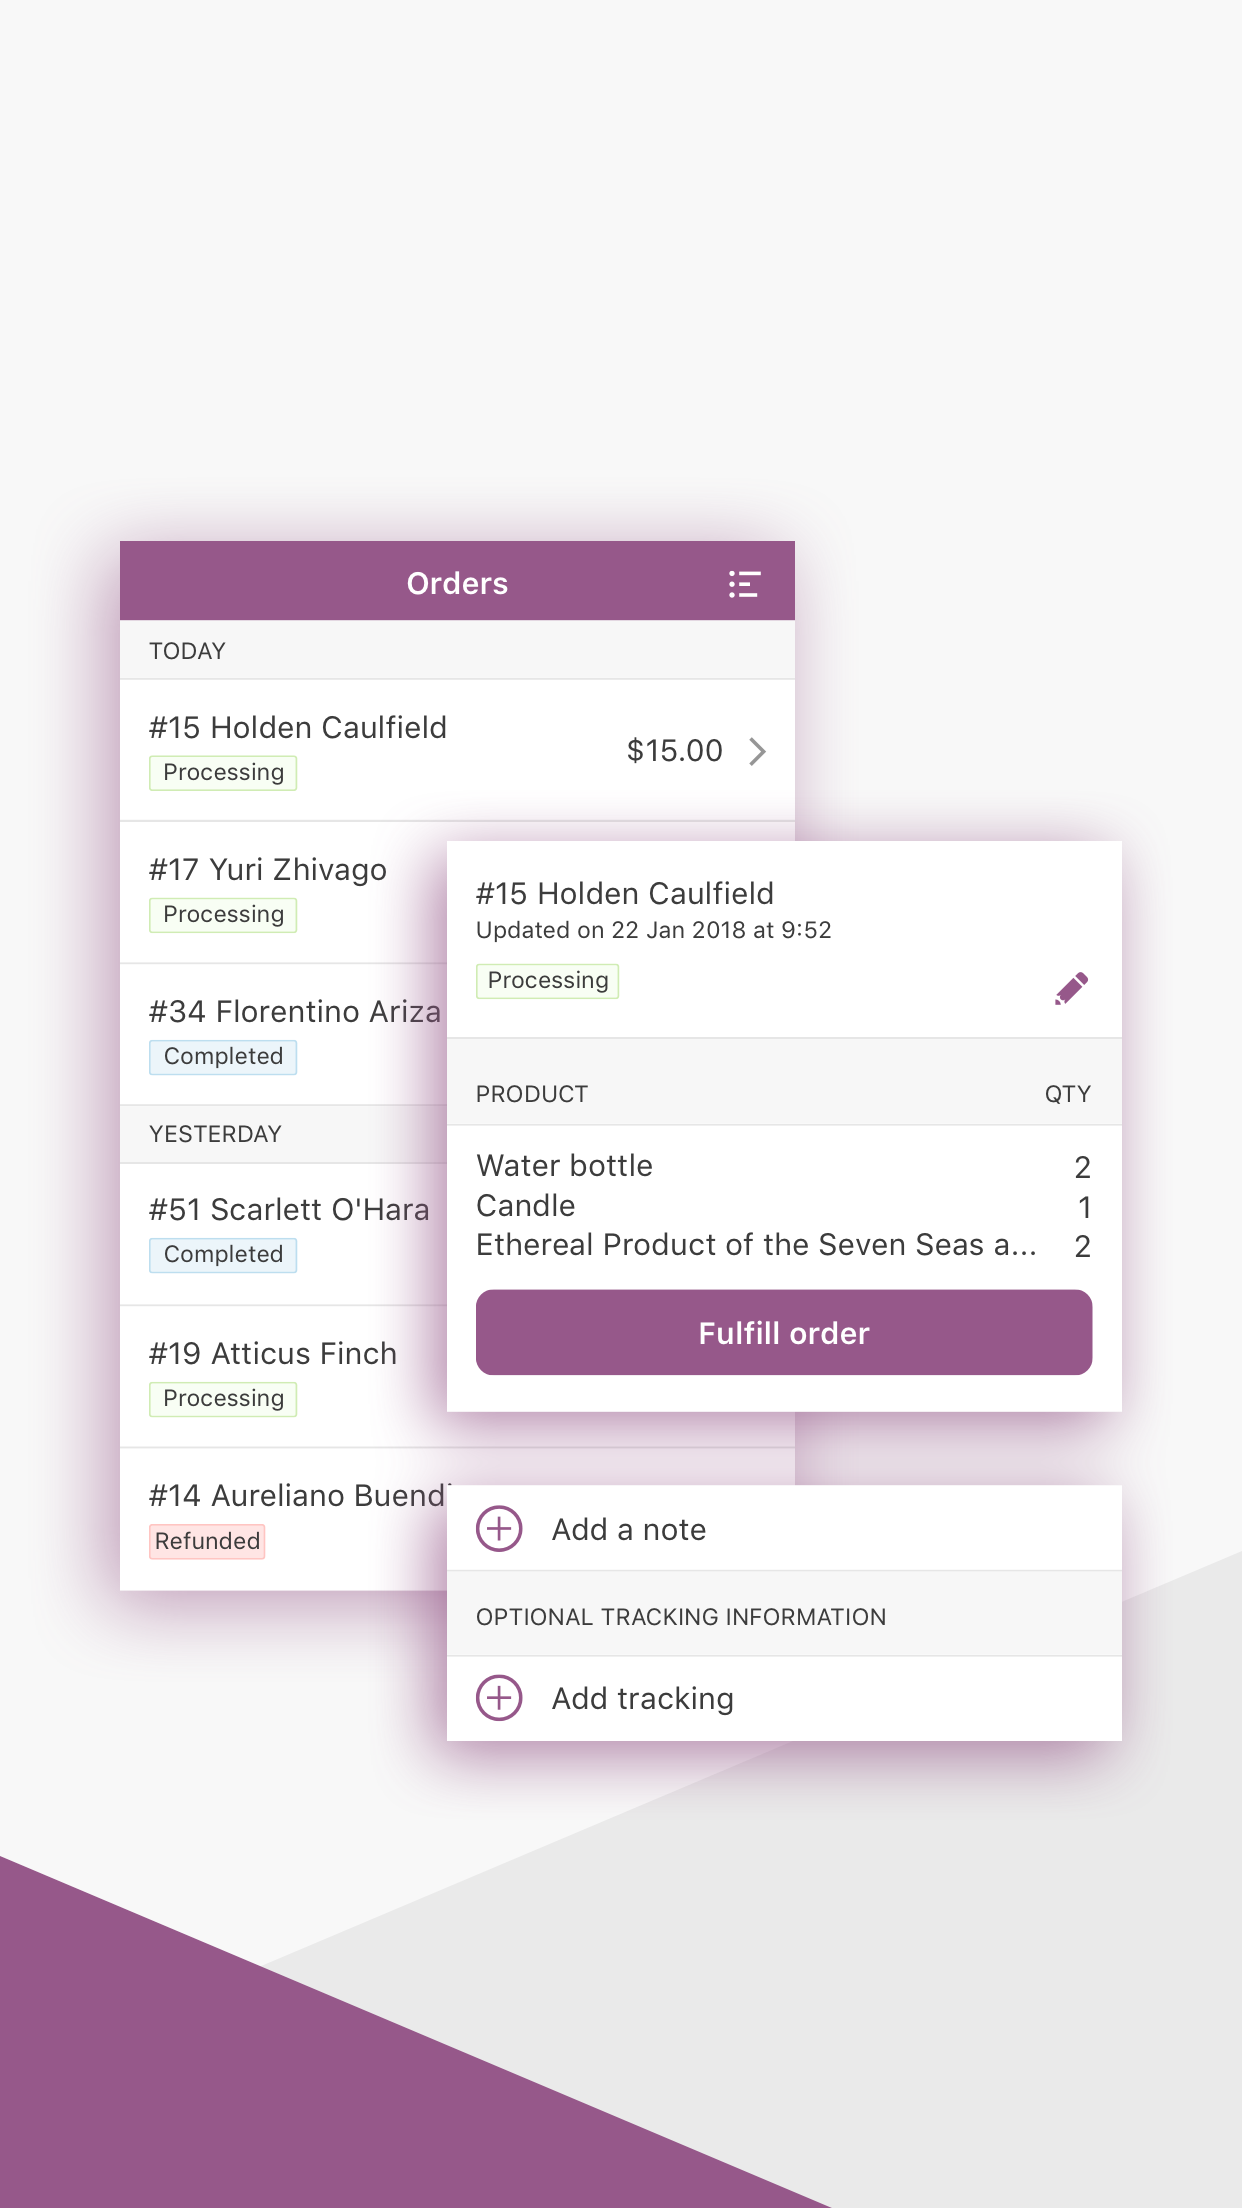 Orders
TODAY
#15 Holden Caulfield
$15.00
Processing
#17 Yuri Zhivago
Processing
#34 Florentino Ariza
Completed
YESTERDAY
#51 Scarlett O'Hara
Completed
#19 Atticus Finch
Processing
#14 Aureliano
Refunded
#15 Holden Caulfield
Updated on 22 Jan 2018 at 9:52
Processing
PRODUCT QTY
Water bottle 2
Candle 1
Ethereal Product of the Seven Seas a... 2
Fulfill order
Add a note
OPTIONAL TRACKING INFORMATION
Add tracking